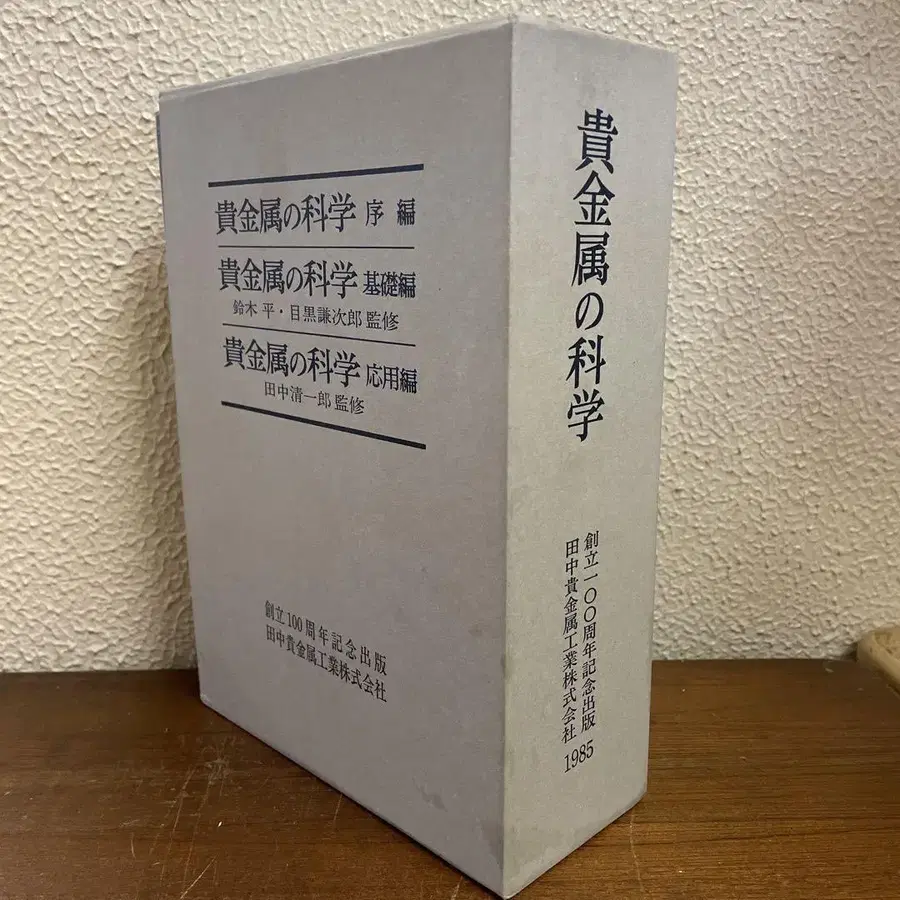 貴金属の科学 序編
貴金属の科学 基礎編
鈴木 平・目黒謙次郎 監修
貴金属の科学 応用編
田中清一郎 監修
創立100周年記念出版
田中貴金属工業株式会社
貴金属の科学
創立一〇〇周年記念出版
田中貴金属工業株式会社 1985